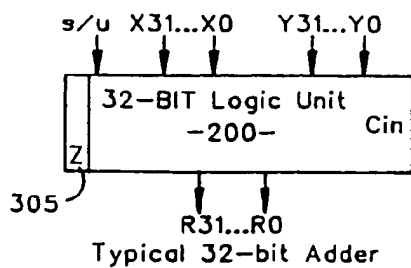 s/u X31...X0 Y31...Y0
32-BIT Logic Unit
-200-
Cin
Z
305
R31...R0
Typical 32-bit Adder